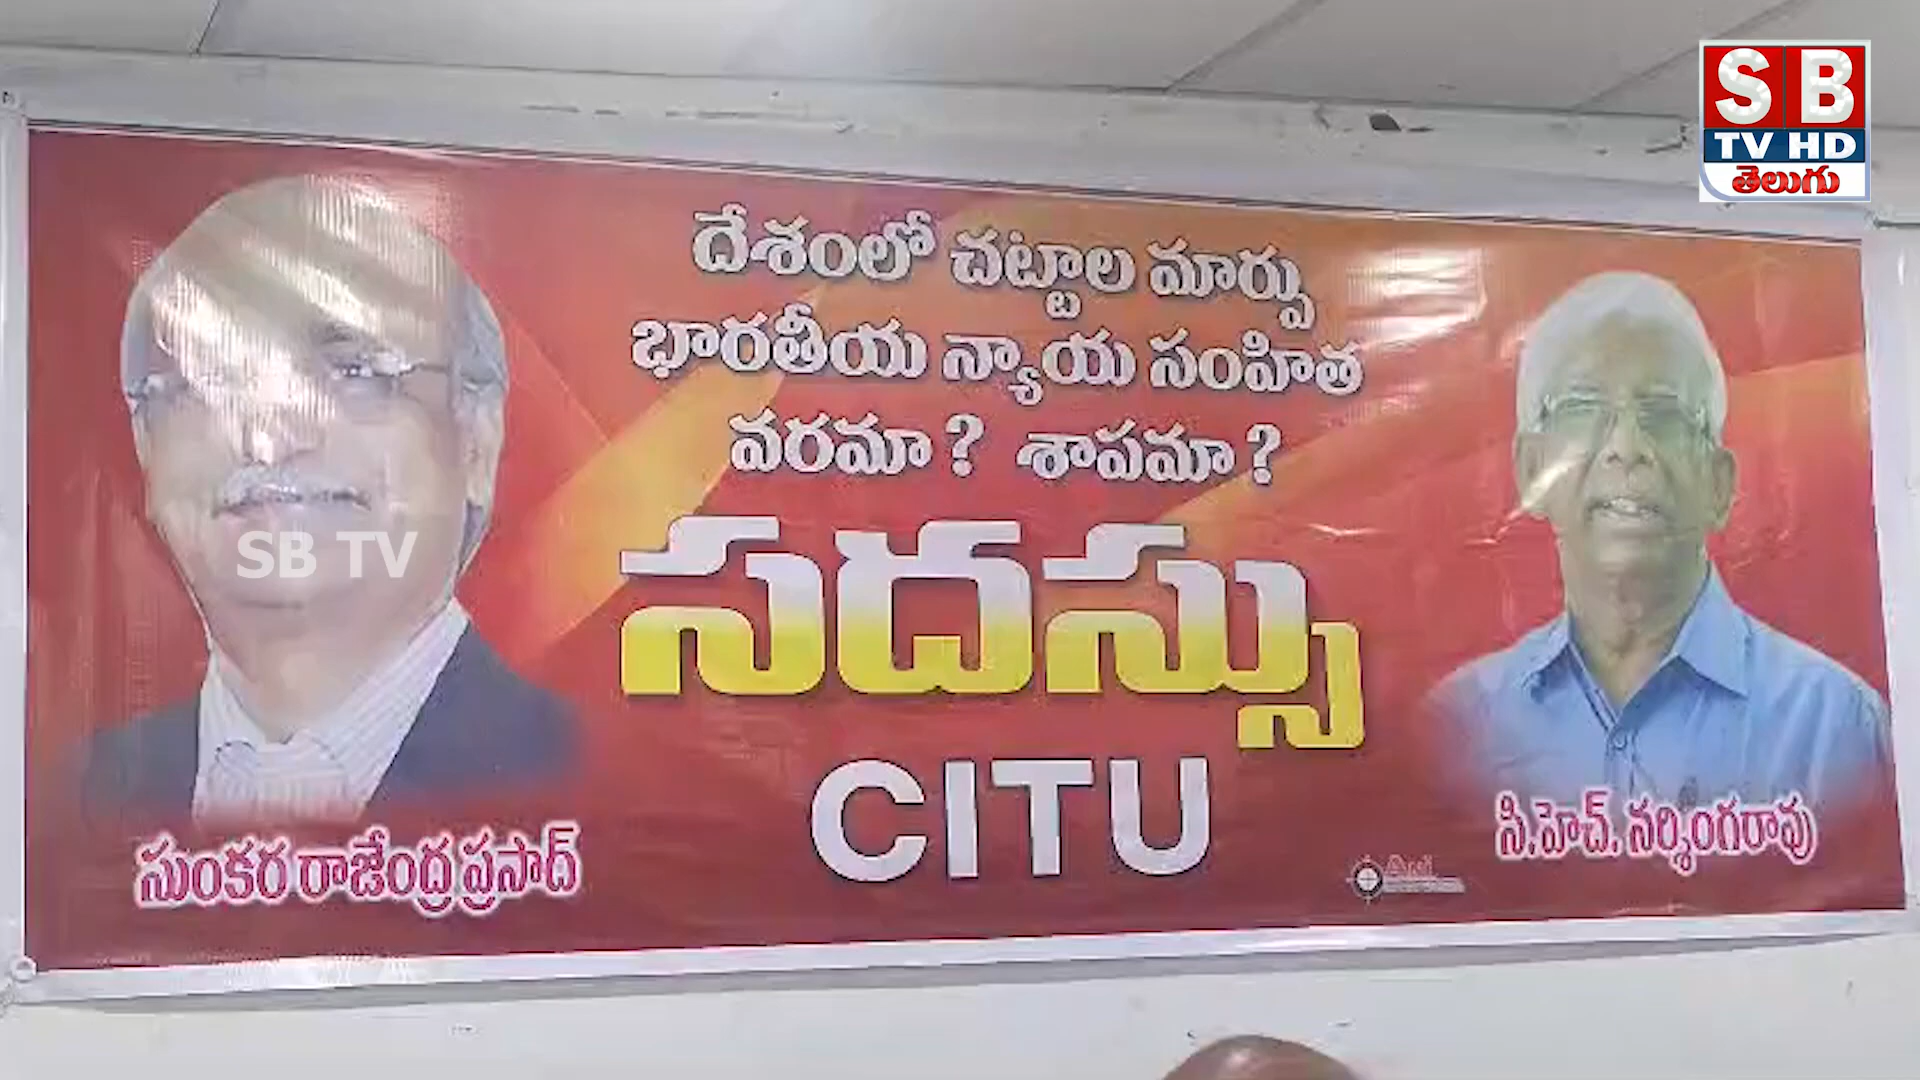 SB
TV HD
తెలుగు
దేశంలో చట్టాల మార్పు
భారతీయ న్యాయ సంహిత
వరమా ? శాపమా ?
సదస్సు
CITU
SB TV
సుంకర రాజేంద్ర ప్రసాద్
సి.హెచ్. నర్శింగరావు